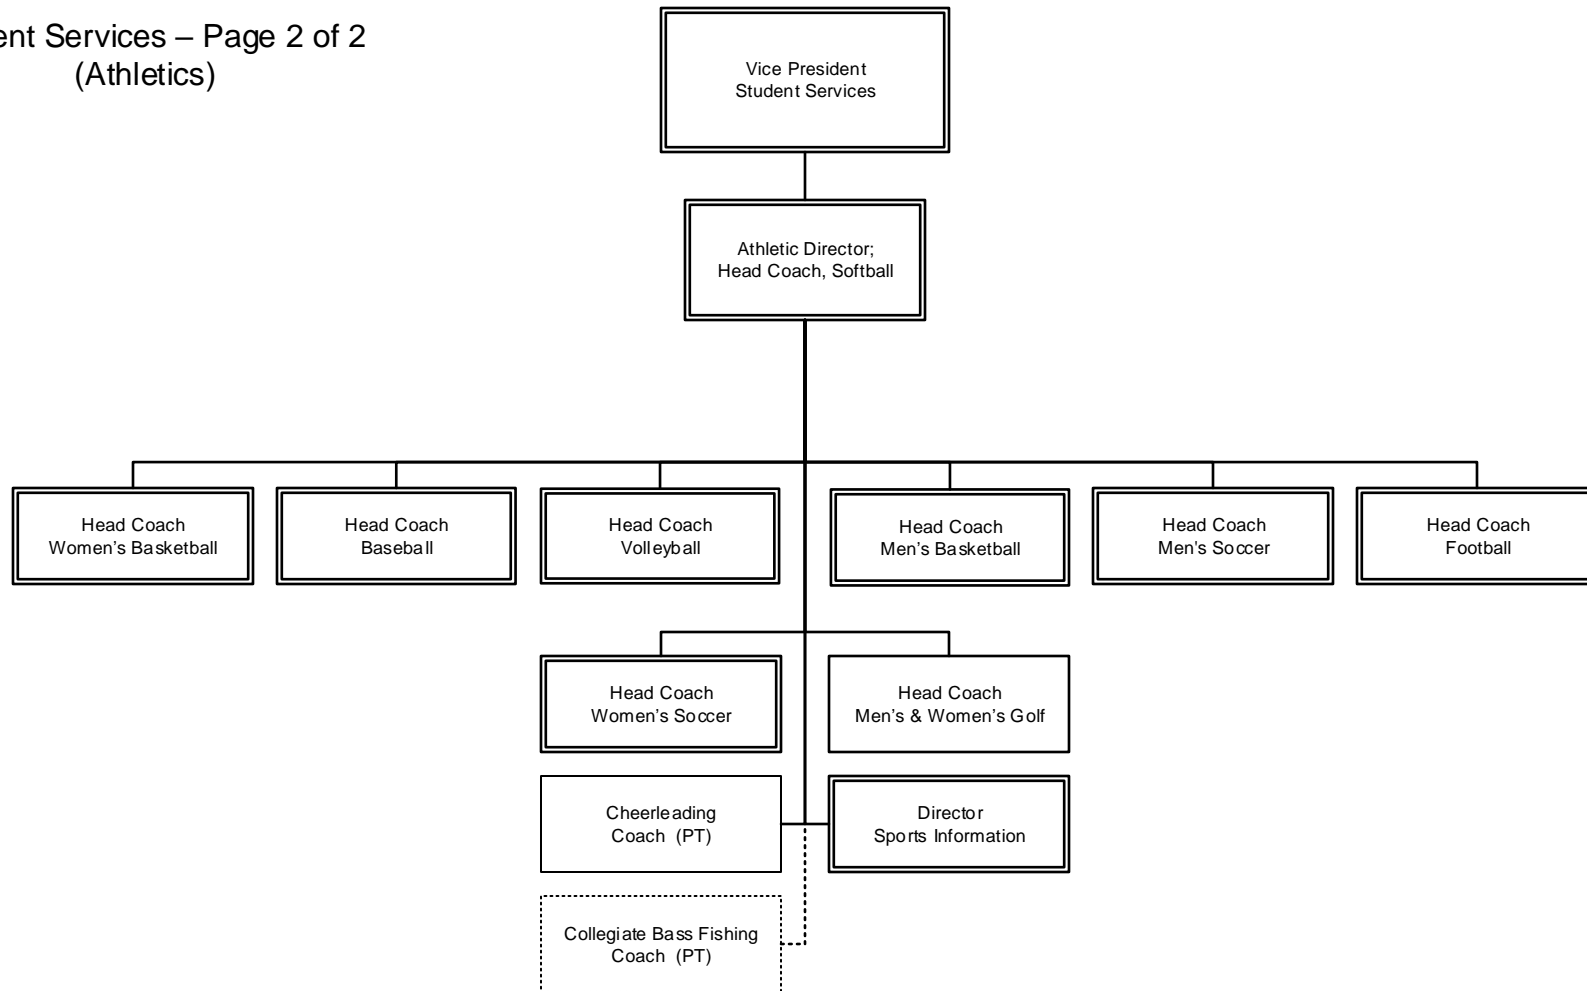 ent Services – Page 2 of 2
(Athletics)
Vice President
Student Services
Athletic Director;
Head Coach, Softball
Head Coach
Women’s Basketball
Head Coach
Baseball
Head Coach
Volleyball
Head Coach
Men’s Basketball
Head Coach
Men's Soccer
Head Coach
Football
Head Coach
Women’s Soccer
Head Coach
Men’s & Women’s Golf
Cheerleading
Coach (PT)
Director
Sports Information
Collegiate Bass Fishing
Coach (PT)